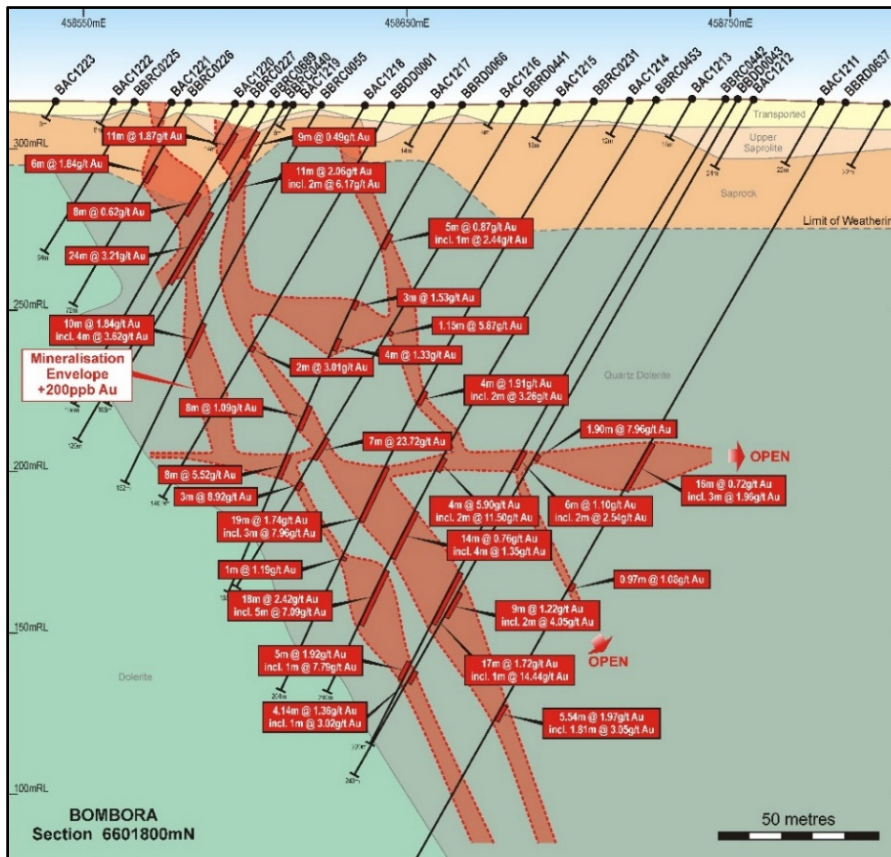 458550mE
458650mE
458750mE
BAC1223
BAC1222
BBRC0225
BAC1221
BBRC0226
BAC1220
BBRC0227
BAC1219
BBRC0055
BAC1218
BBDD0001
BAC1217
BBRD0066
BAC1216
BBRD0441
BAC1215
BBRC0231
BAC1214
BBRC0453
BAC1213
BBRC0442
BBRD0043
BAC1212
BAC1211
BBRD0637
Transported
Upper
Saprolite
Saprock
Limit of Weatherin
300mRL
11m @ 1.87g/t Au
9m @ 0.49g/t Au
6m @ 1.84g/t Au
11m @ 2.06g/t Au
incl. 2m @ 6.17g/t Au
8m @ 0.62g/t Au
5m @ 0.87g/t Au
incl. 1m @ 2.44g/t Au
24m @ 3.21g/t Au
3m @ 1.53g/t Au
250mRL
10m @ 1.84g/t Au
incl. 4m @ 3.62g/t Au
1.15m @ 5.87g/t Au
4m @ 1.33g/t Au
Mineralisation
Envelope
+200ppb Au
2m @ 3.01g/t Au
4m @ 1.91g/t Au
incl. 2m @ 3.26g/t Au
Quartz Dolerite
8m @ 1.09g/t Au
1.90m @ 7.96g/t Au
7m @ 23.72g/t Au
OPEN
200mRL
8m @ 5.52g/t Au
3m @ 8.92g/t Au
16m @ 0.72g/t Au
incl. 3m @ 1.96g/t Au
4m @ 5.90g/t Au
incl. 2m @ 11.50g/t Au
6m @ 1.10g/t Au
incl. 2m @ 2.54g/t Au
19m @ 1.74g/t Au
incl. 3m @ 7.96g/t Au
14m @ 0.76g/t Au
incl. 4m @ 1.35g/t Au
1m @ 1.19g/t Au
0.97m @ 1.08g/t Au
18m @ 2.42g/t Au
incl. 5m @ 7.09g/t Au
9m @ 1.22g/t Au
incl. 2m @ 4.05g/t Au
150mRL
5m @ 1.92g/t Au
incl. 1m @ 7.79g/t Au
17m @ 1.72g/t Au
incl. 1m @ 14.44g/t Au
OPEN
Dolerite
4.14m @ 1.36g/t Au
incl. 1m @ 3.02g/t Au
5.54m @ 1.97g/t Au
incl. 1.81m @ 3.05g/t Au
100mRL
BOMBORA
Section 6601800mN
50 metres